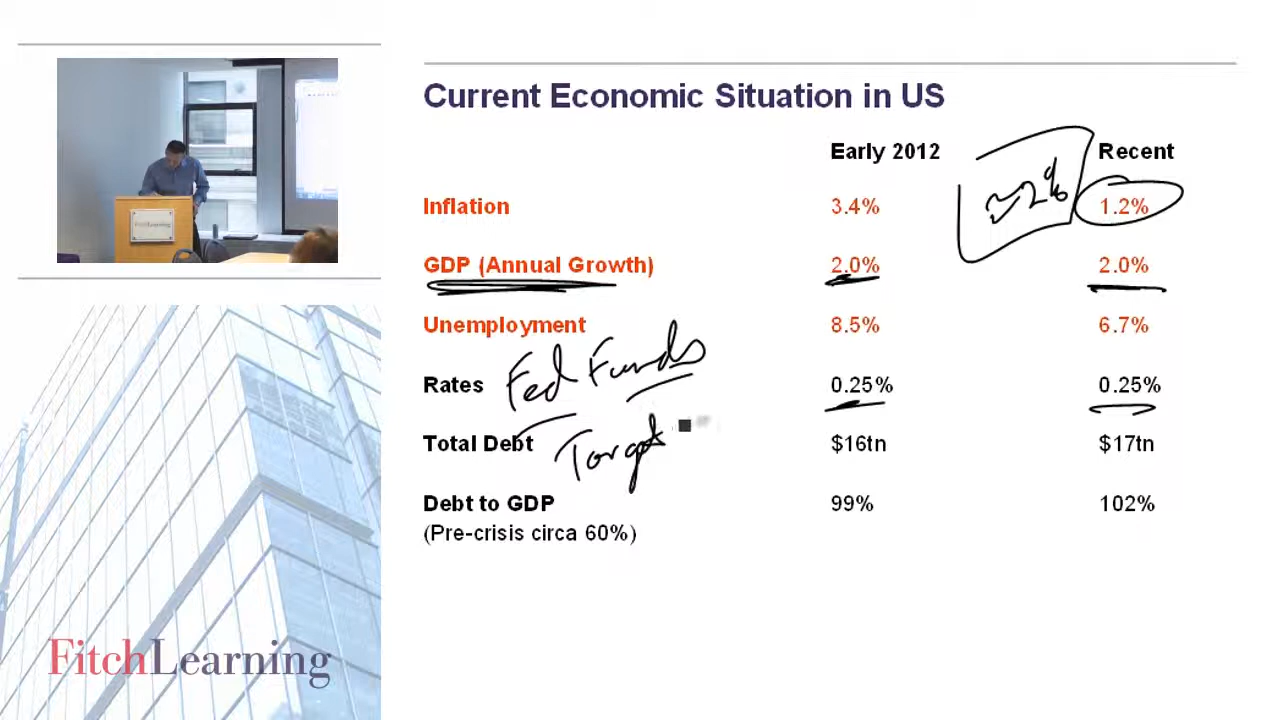 Current Economic Situation in US
Early 2012 Recent
≈2%
Inflation 3.4% 1.2%
GDP (Annual Growth) 2.0% 2.0%
Unemployment 8.5% 6.7%
Fed Funds
Rates 0.25% 0.25%
Target
Total Debt $16tn $17tn
Debt to GDP 99% 102%
(Pre-crisis circa 60%)
FitchLearning
FitchLearning